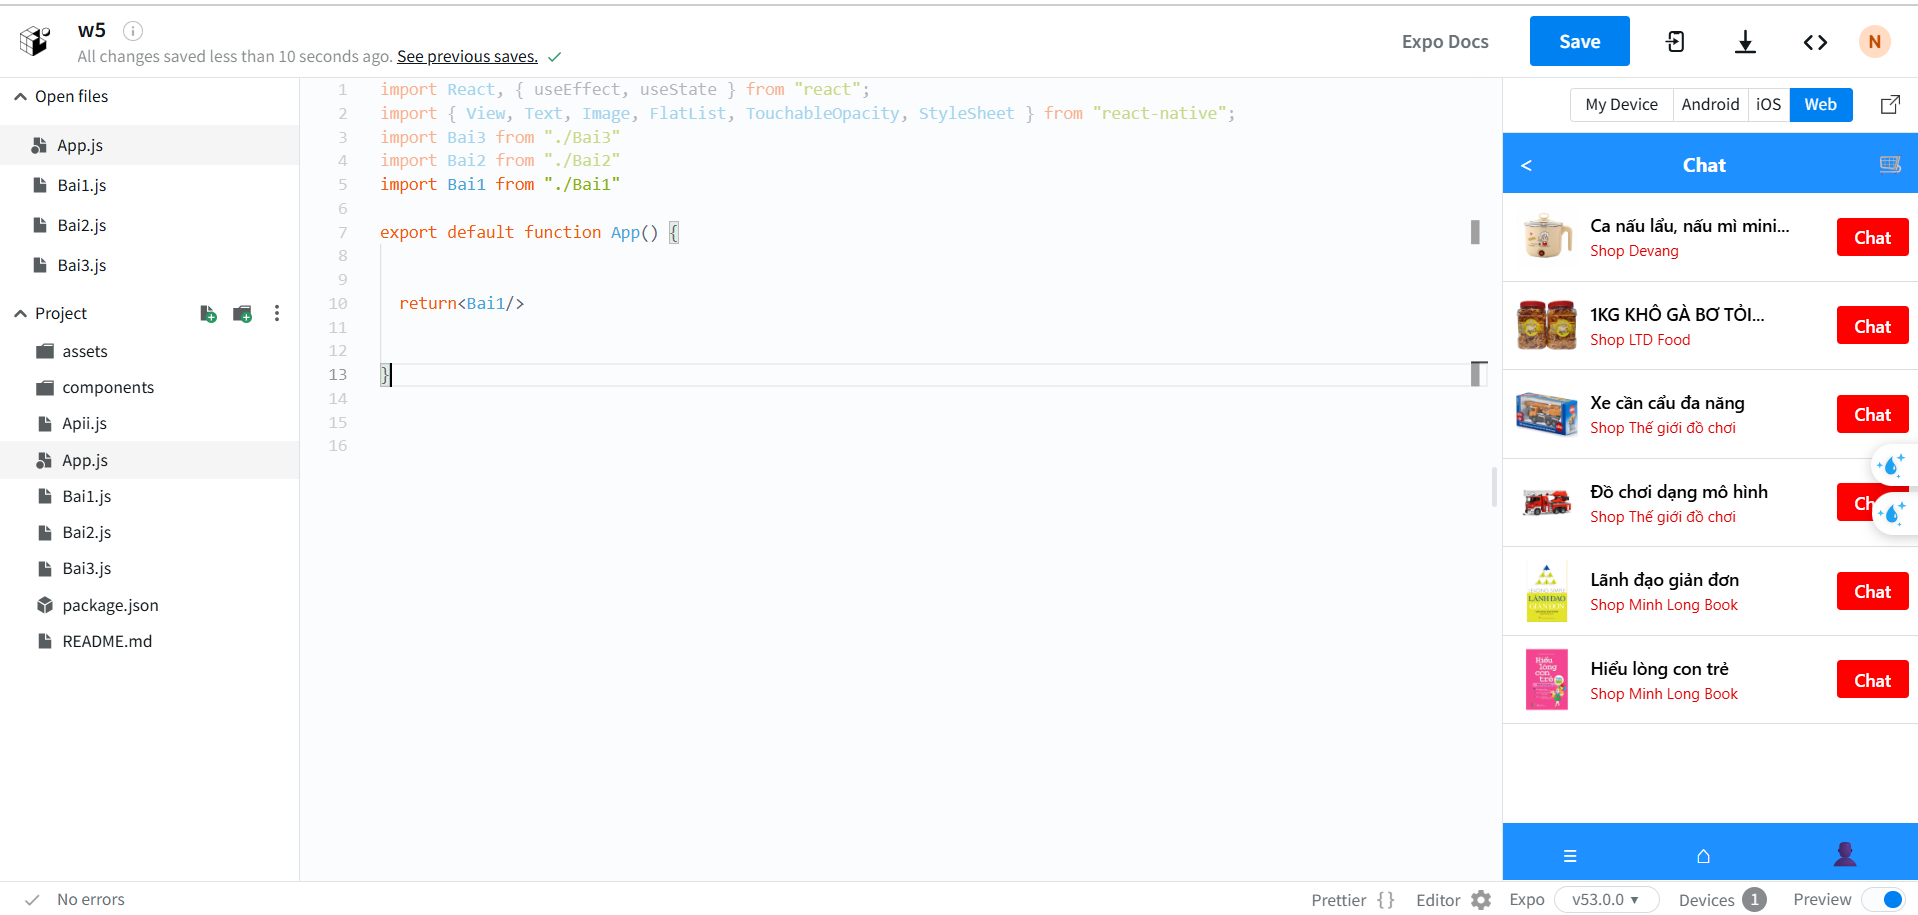 w5
All changes saved less than 10 seconds ago. See previous saves.
Expo Docs
Save
N
Open files
App.js
Bai1.js
Bai2.js
Bai3.js
Project
assets
components
Apii.js
App.js
Bai1.js
Bai2.js
Bai3.js
package.json
README.md
1 import React, { useEffect, useState } from "react";
2 import { View, Text, Image, FlatList, TouchableOpacity, StyleSheet } from "react-native";
3 import Bai3 from "./Bai3"
4 import Bai2 from "./Bai2"
5 import Bai1 from "./Bai1"
6
7 export default function App() {
8
9
10 return<Bai1/>
11
12
13 }
14
15
16
My Device Android iOS Web
< Chat
Ca nấu lẩu, nấu mì mini...
Shop Devang
Chat
1KG KHÔ GÀ BƠ TỎI...
Shop LTD Food
Chat
Xe cần cẩu đa năng
Shop Thế giới đồ chơi
Chat
Đồ chơi dạng mô hình
Shop Thế giới đồ chơi
Ch
LÃNH ĐẠO
GIẢN ĐƠN
Lãnh đạo giản đơn
Shop Minh Long Book
Chat
Hiểu
lòng
con
trẻ
Hiểu lòng con trẻ
Shop Minh Long Book
Chat
No errors
Prettier {} Editor Expo v53.0.0 Devices 1 Preview